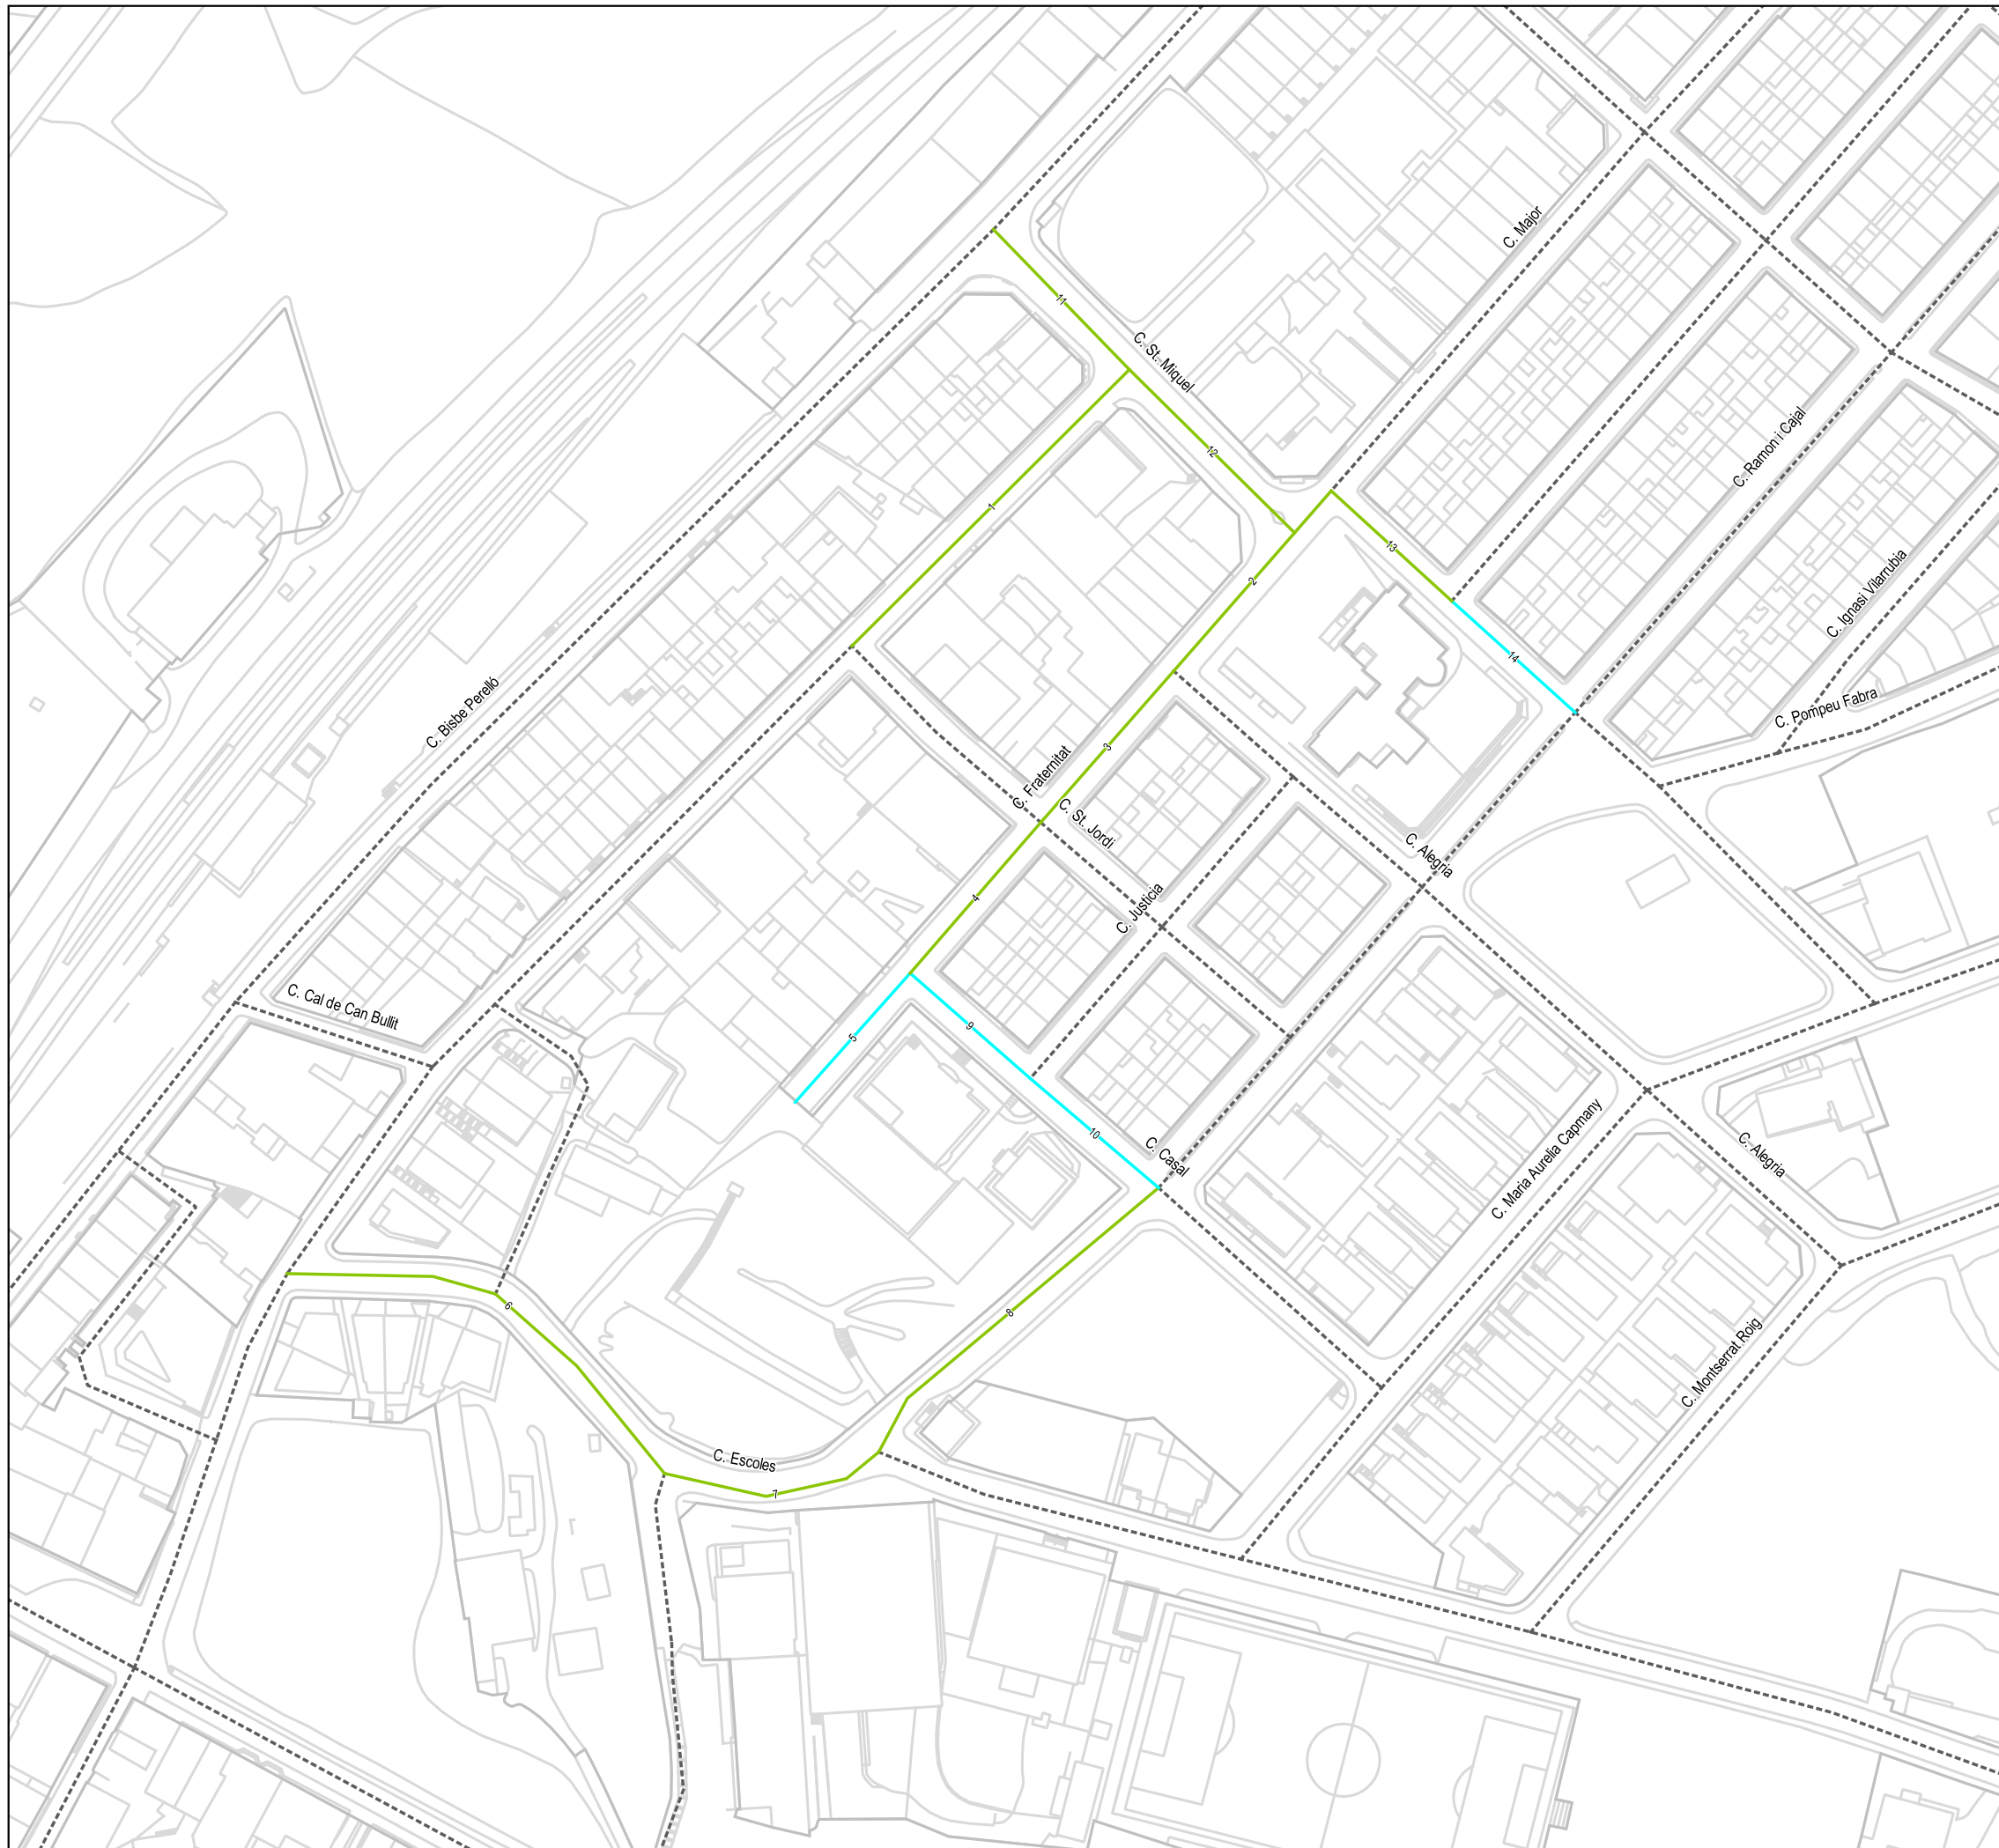 C. Major
11
C. St. Miquel
C. Ramon i Cajal
12
1
13
2
C. Ignasi Vilarrubia
14
C. Bisbe Perelló
C. Pompeu Fabra
3
C. Fraternitat
C. St. Jordi
C. Alegria
4
C. Justicia
C. Cal de Can Bullit
9
5
10
C. Casal
C. Maria Aurelia Capmany
C. Alegria
6
8
C. Montserrat Roig
C. Escoles
7